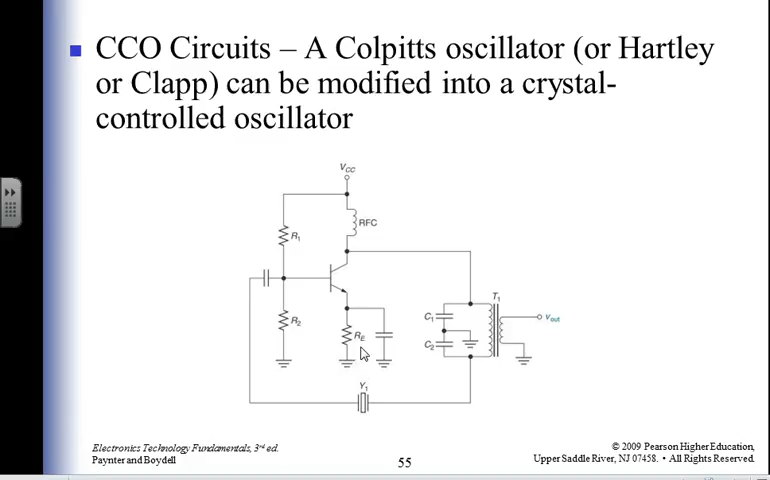 CCO Circuits – A Colpitts oscillator (or Hartley
or Clapp) can be modified into a crystal-
controlled oscillator
VCC
RFC
R1
R2
RE
C1
C2
T1
vout
Y1
Electronics Technology Fundamentals, 3rd ed.
Paynter and Boydell
55
© 2009 Pearson Higher Education,
Upper Saddle River, NJ 07458. • All Rights Reserved.